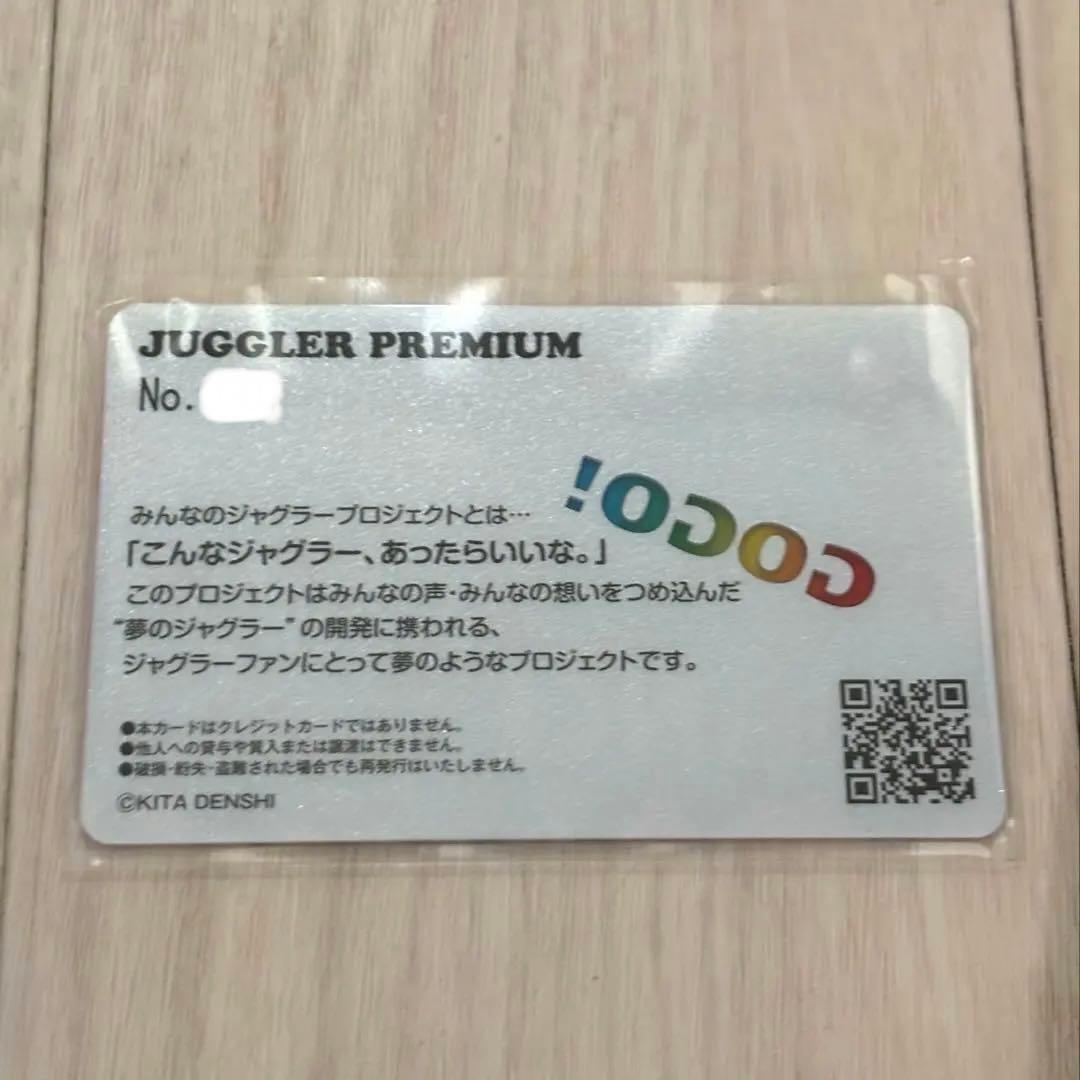 JUGGLER PREMIUM
No.
GOGO!
みんなのジャグラープロジェクトとは…
「こんなジャグラー、あったらいいな。」
このプロジェクトはみんなの声・みんなの想いをつめ込んだ
“夢のジャグラー”の開発に携われる、
ジャグラーファンにとって夢のようなプロジェクトです。
●本カードはクレジットカードではありません。
●他人への貸与や質入または譲渡はできません。
●破損・紛失・盗難された場合でも再発行はいたしません。
©KITA DENSHI